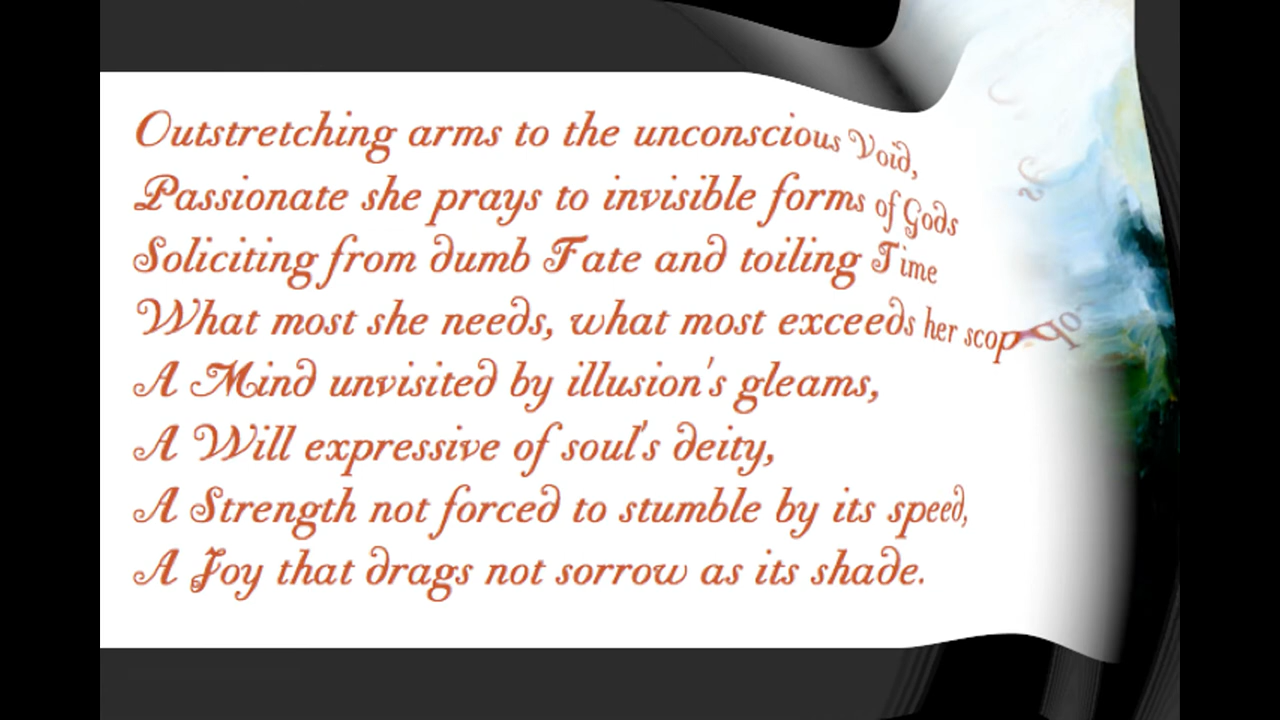 Outstretching arms to the unconscious Void,
Passionate she prays to invisible forms of Gods
Soliciting from dumb Fate and toiling Time
What most she needs, what most exceeds her scop
A Mind unvisited by illusion's gleams,
A Will expressive of soul's deity,
A Strength not forced to stumble by its speed,
A Joy that drags not sorrow as its shade.